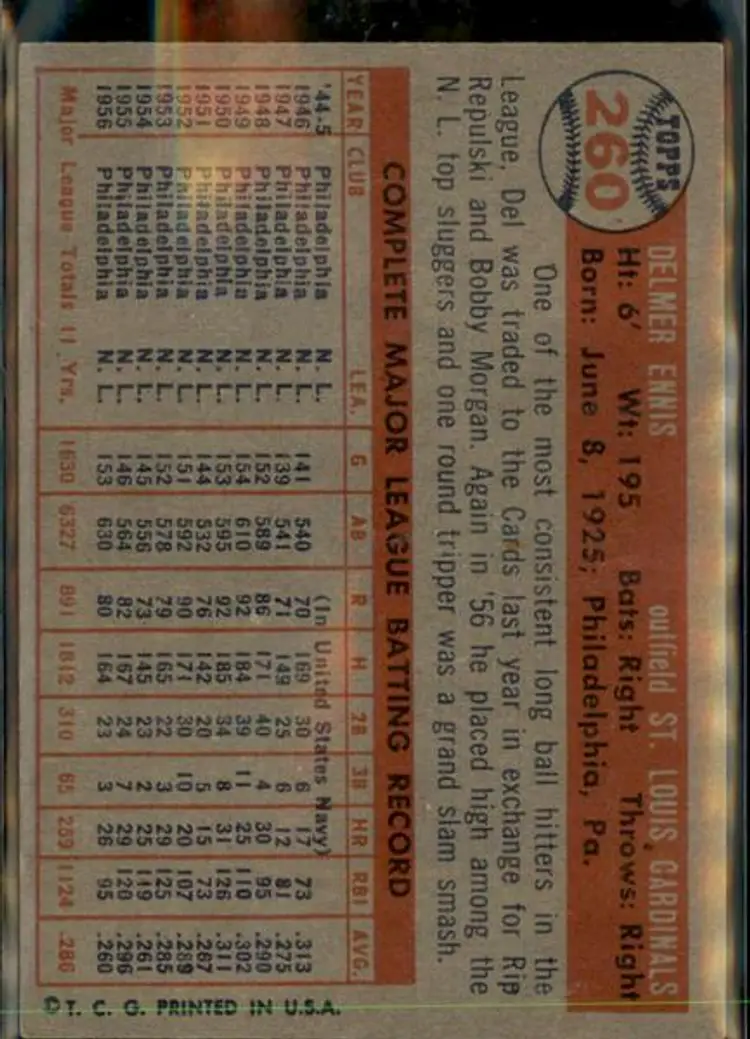 TOPPS
260
DELMER ENNIS outfield ST. LOUIS CARDINALS
Ht: 6' Wt: 195 Bats: Right Throws: Right
Born: June 8, 1925; Philadelphia, Pa.
One of the most consistent long ball hitters in the
League, Del was traded to the Cards last year in exchange for Rip
Repulski and Bobby Morgan. Again in '56 he placed high among the
N. L. top sluggers and one round tripper was a grand slam smash.
COMPLETE MAJOR LEAGUE BATTING RECORD
YEAR CLUB LEA. G AB R H 2B 3B HR RBI AVG.
'44-5 Philadelphia N. L. (In United States Navy)
1946 Philadelphia N. L. 141 540 70 169 30 6 17 73 .313
1947 Philadelphia N. L. 139 541 71 149 25 6 12 81 .275
1948 Philadelphia N. L. 152 589 86 171 40 4 30 95 .290
1949 Philadelphia N. L. 154 610 92 184 39 11 25 110 .302
1950 Philadelphia N. L. 153 595 92 185 34 8 31 126 .311
1951 Philadelphia N. L. 144 532 76 142 20 5 15 73 .287
1952 Philadelphia N. L. 151 592 90 171 30 10 20 107 .289
1953 Philadelphia N. L. 152 578 79 165 22 3 29 125 .285
1954 Philadelphia N. L. 145 556 73 145 23 2 25 119 .261
1955 Philadelphia N. L. 146 564 82 167 24 7 29 120 .296
1956 Philadelphia N. L. 153 630 80 164 23 3 26 95 .260
Major League Totals 11 Yrs. 1630 6327 891 1812 310 65 259 1124 .286
© T. C. G. PRINTED IN U.S.A.